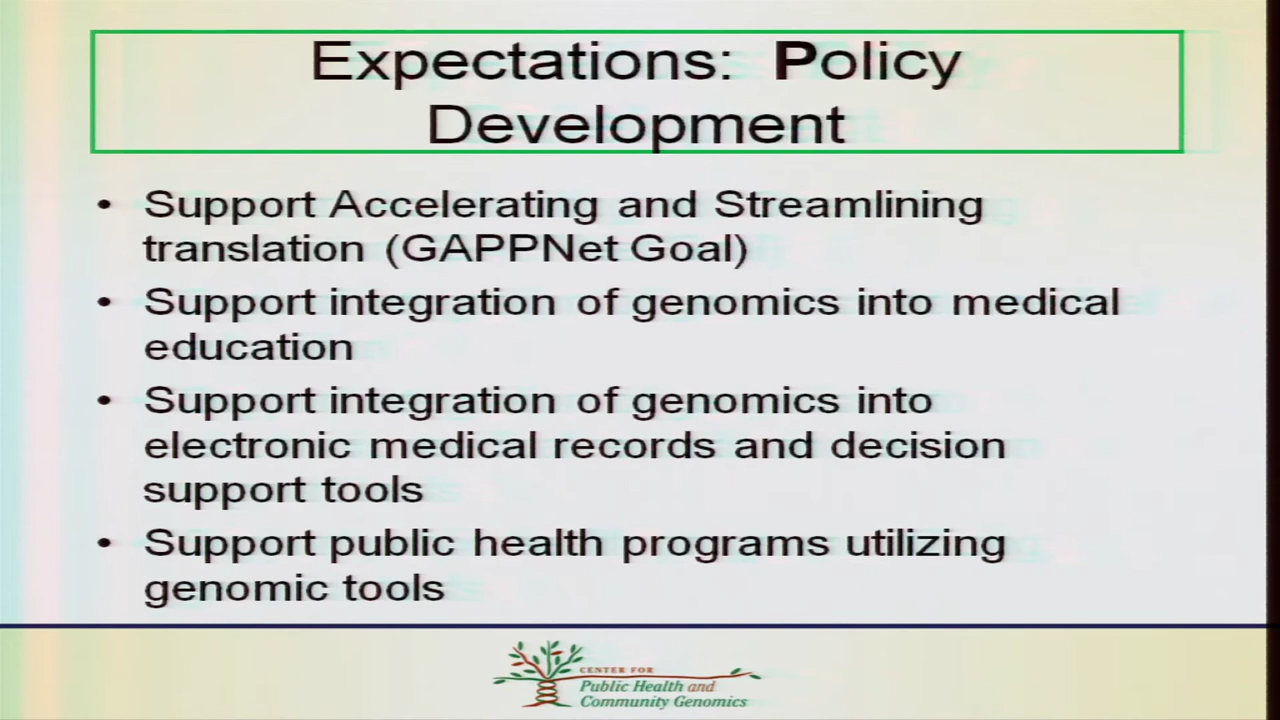 Expectations: Policy
Development
• Support Accelerating and Streamlining
translation (GAPPNet Goal)
• Support integration of genomics into medical
education
• Support integration of genomics into
electronic medical records and decision
support tools
• Support public health programs utilizing
genomic tools
CENTER FOR
Public Health and
Community Genomics